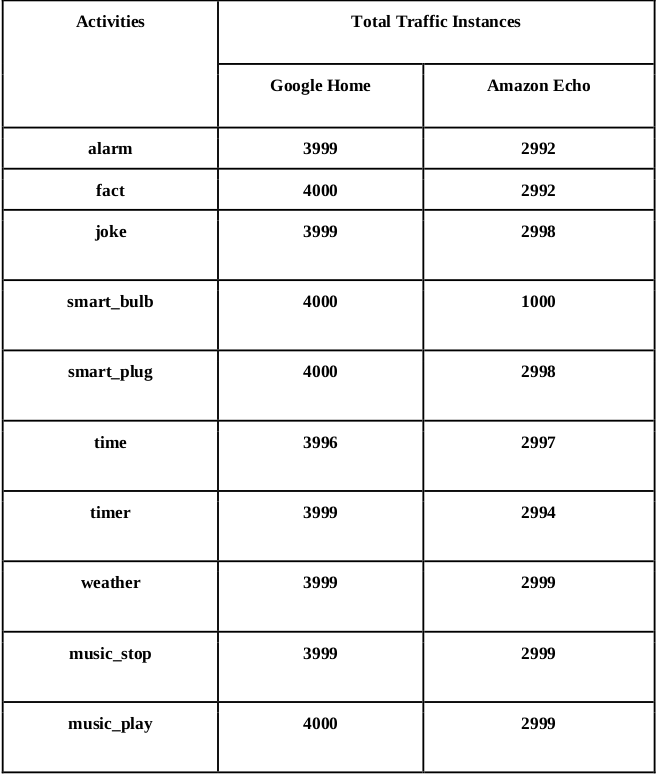 Activities Total Traffic Instances
Google Home Amazon Echo
alarm 3999 2992
fact 4000 2992
joke 3999 2998
smart_bulb 4000 1000
smart_plug 4000 2998
time 3996 2997
timer 3999 2994
weather 3999 2999
music_stop 3999 2999
music_play 4000 2999